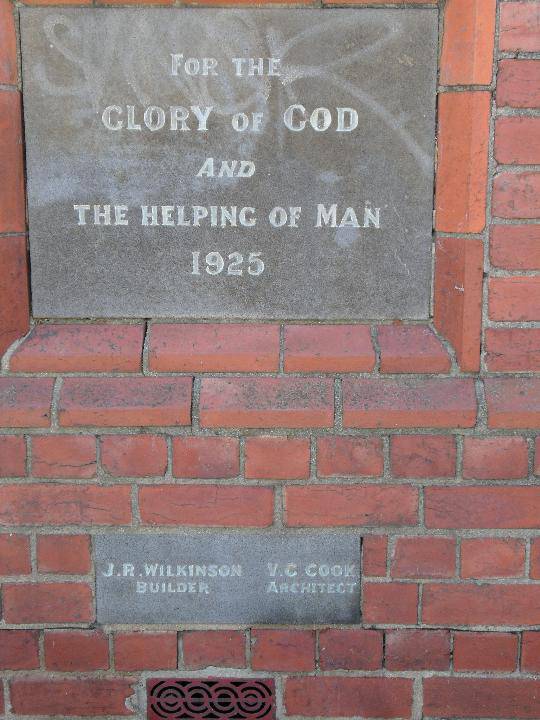 FOR THE
GLORY OF GOD
AND
THE HELPING OF MAN
1925
J.R. WILKINSON V.C COOK
BUILDER ARCHITECT